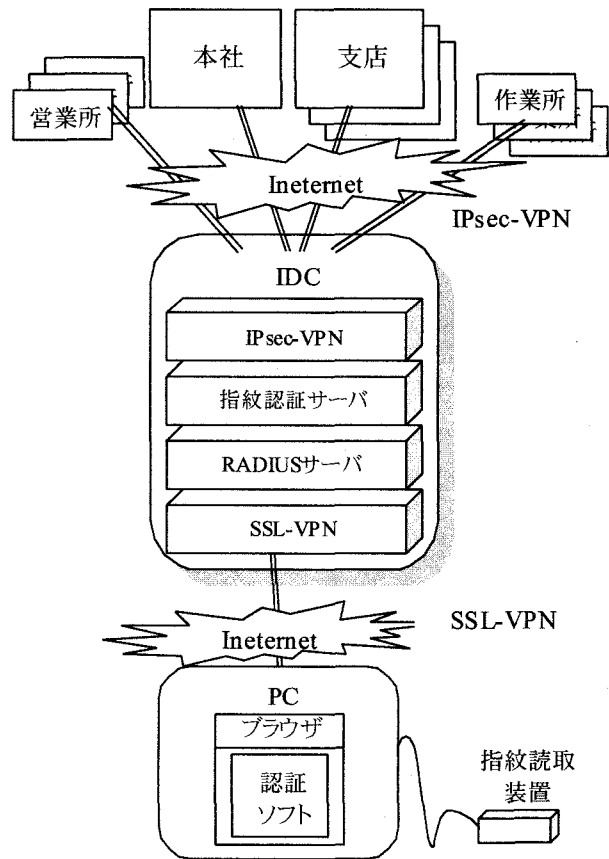 本社
支店
営業所
作業所
Ineternet
IPsec-VPN
IDC
IPsec-VPN
指紋認証サーバ
RADIUSサーバ
SSL-VPN
Ineternet
SSL-VPN
PC
ブラウザ
認証
ソフト
指紋読取
装置